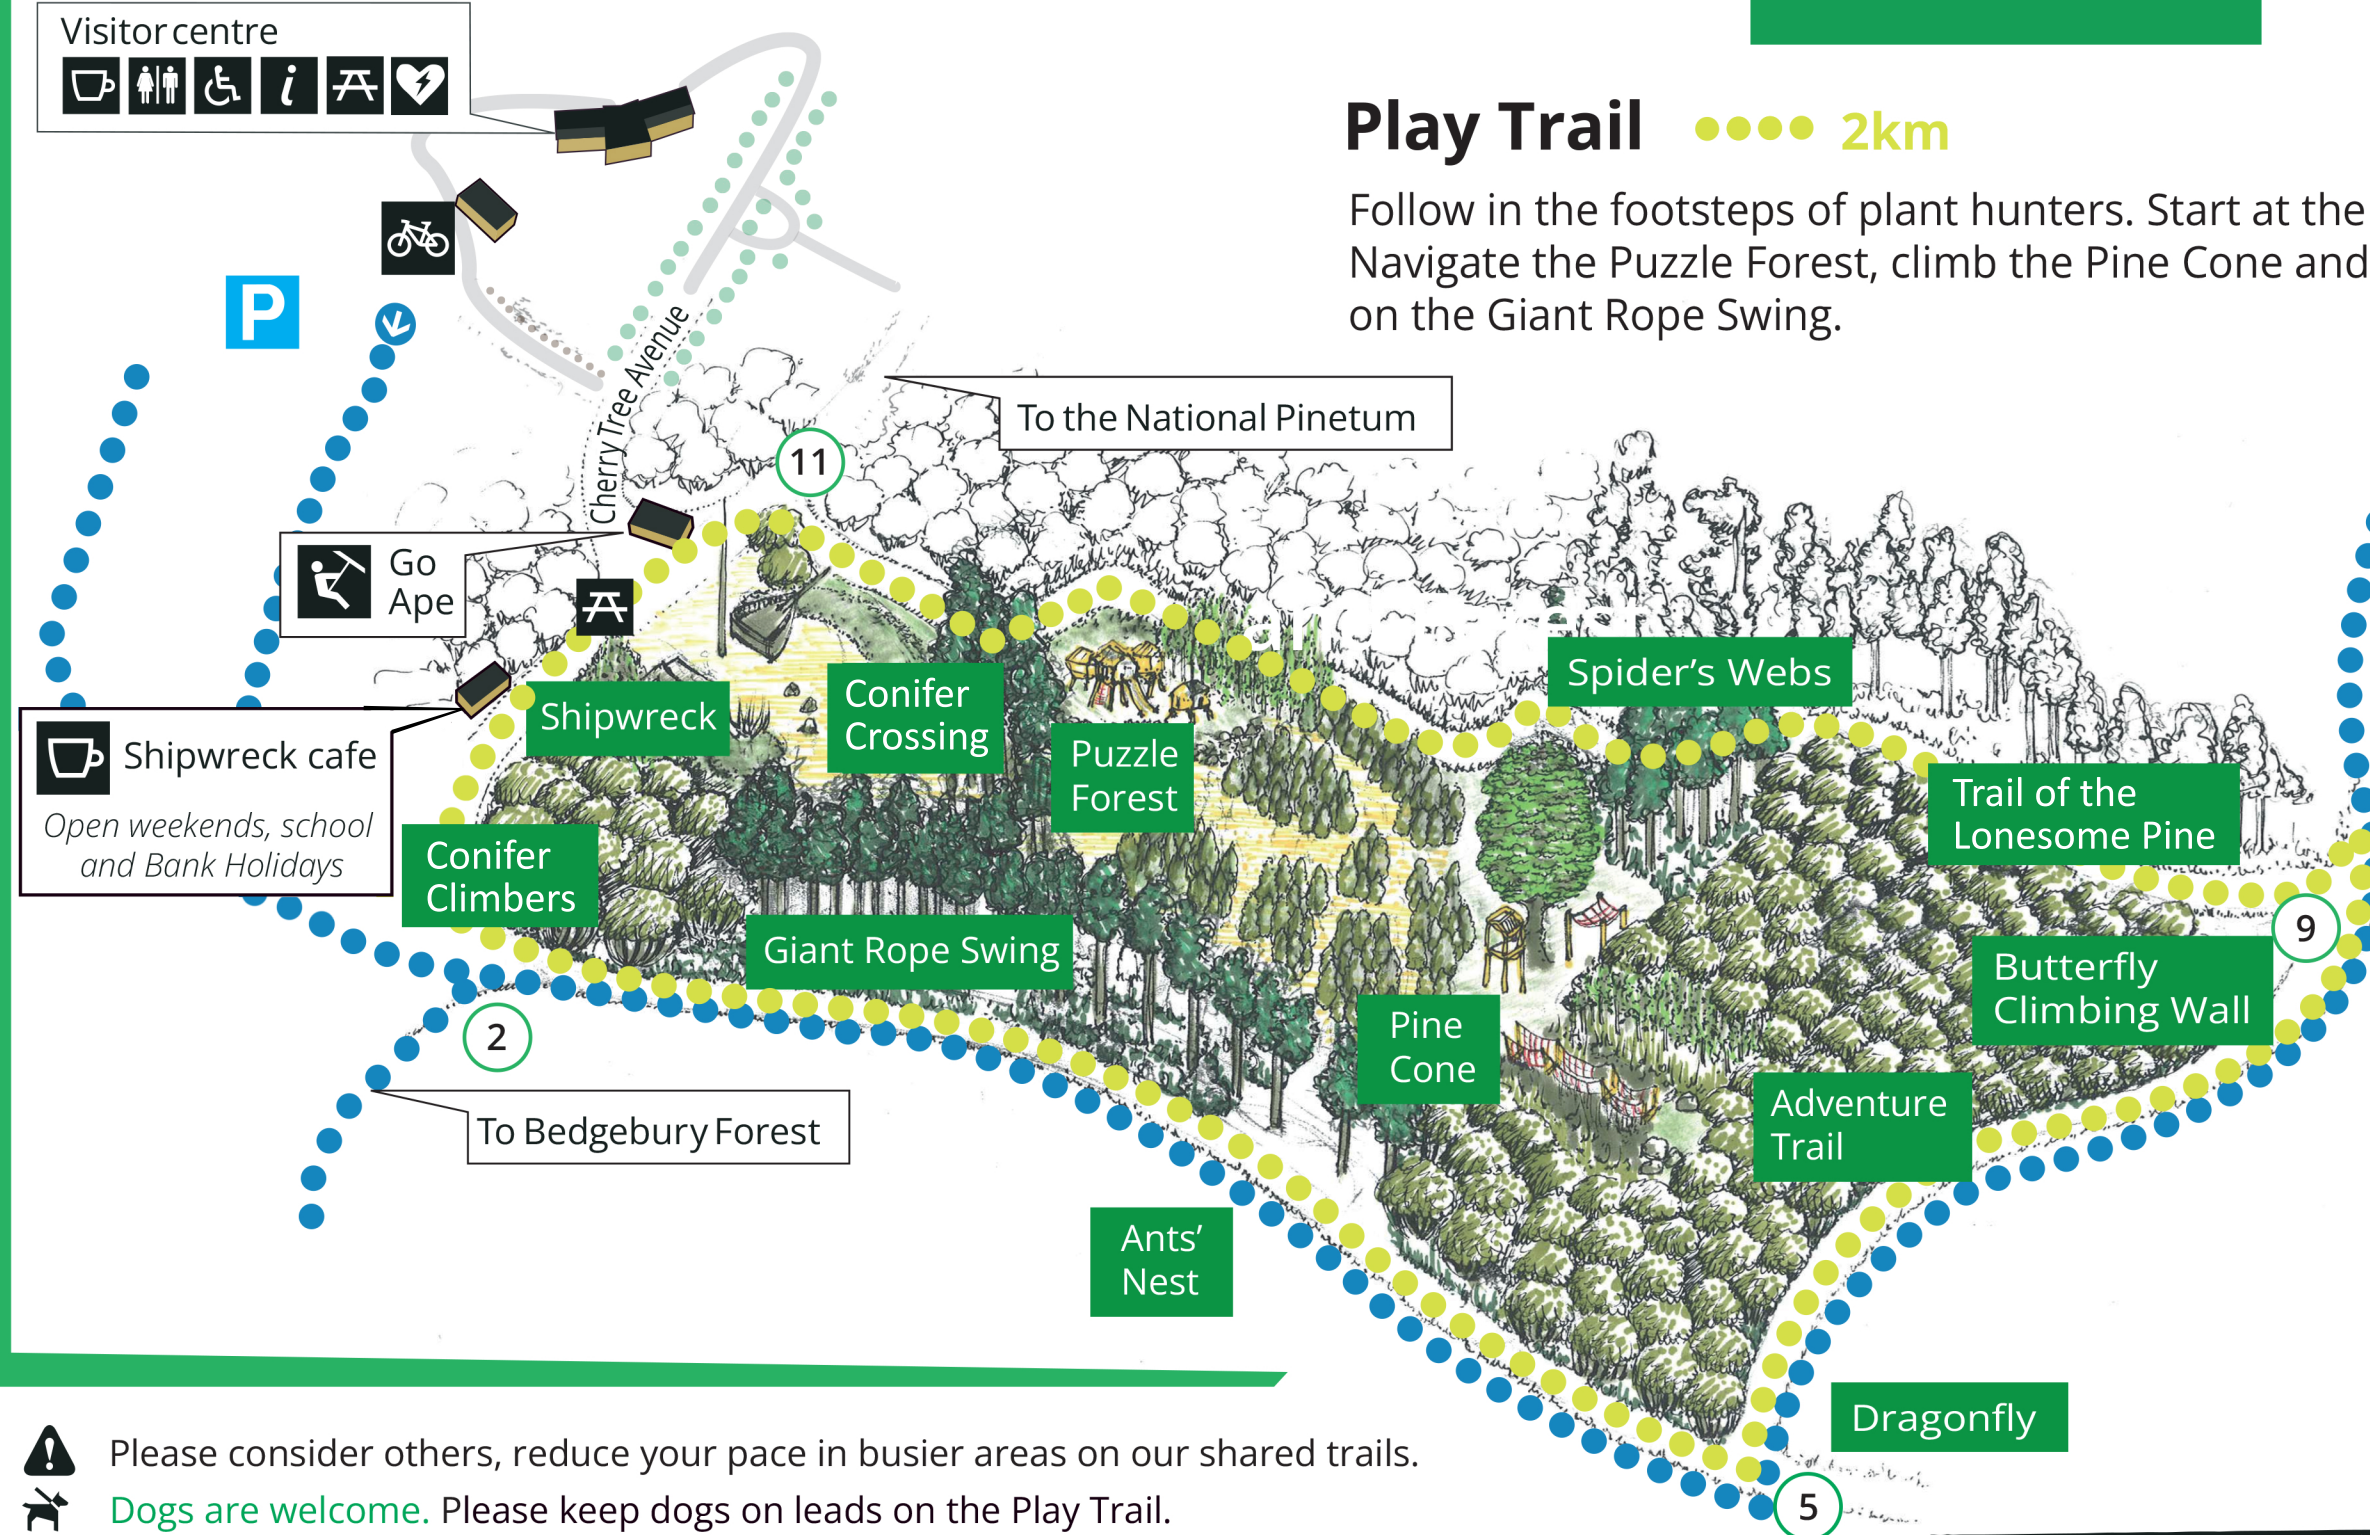 Visitor centre
Play Trail 2km
Follow in the footsteps of plant hunters. Start at the
Navigate the Puzzle Forest, climb the Pine Cone and
on the Giant Rope Swing.
P
Cherry Tree Avenue
To the National Pinetum
11
Go
Ape
Spider's Webs
Shipwreck
Conifer
Crossing
Puzzle
Forest
Shipwreck cafe
Open weekends, school
and Bank Holidays
Trail of the
Lonesome Pine
Conifer
Climbers
Giant Rope Swing
9
Butterfly
Climbing Wall
2
Pine
Cone
Adventure
Trail
To Bedgebury Forest
Ants’
Nest
Dragonfly
5
Please consider others, reduce your pace in busier areas on our shared trails.
Dogs are welcome. Please keep dogs on leads on the Play Trail.